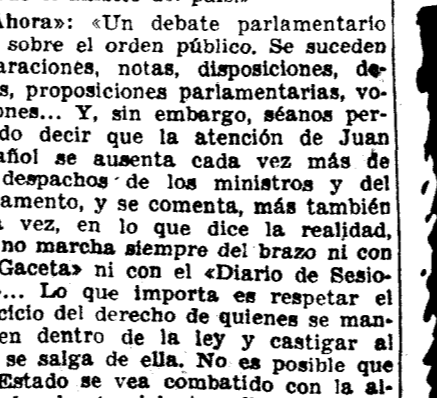 Ahora»: «Un debate parlamentario
sobre el orden público. Se suceden
araciones, notas, disposiciones, de-
s, proposiciones parlamentarias, vo-
ones... Y, sin embargo, séanos per-
do decir que la atención de Juan
añol se ausenta cada vez más de
despachos de los ministros y del
amento, y se comenta, más también
vez, en lo que dice la realidad,
no marcha siempre del brazo ni con
Gaceta» ni con el «Diario de Sesio-
... Lo que importa es respetar el
cicio del derecho de quienes se man-
en dentro de la ley y castigar al
se salga de ella. No es posible que
Estado se vea combatido con la al-